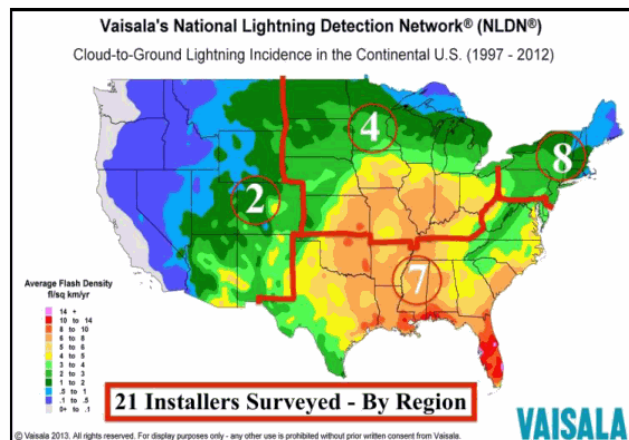 Vaisala's National Lightning Detection Network® (NLDN®)
Cloud-to-Ground Lightning Incidence in the Continental U.S. (1997 - 2012)
4
8
2
7
Average Flash Density
fl/sq km/yr
14 +
10 to 14
8 to 10
6 to 8
5 to 6
4 to 5
3 to 4
2 to 3
1 to 2
.5 to 1
.1 to .5
0+ to .1
21 Installers Surveyed - By Region
© Vaisala 2013. All rights reserved. For display purposes only - any other use is prohibited without prior written consent from Vaisala.
VAISALA